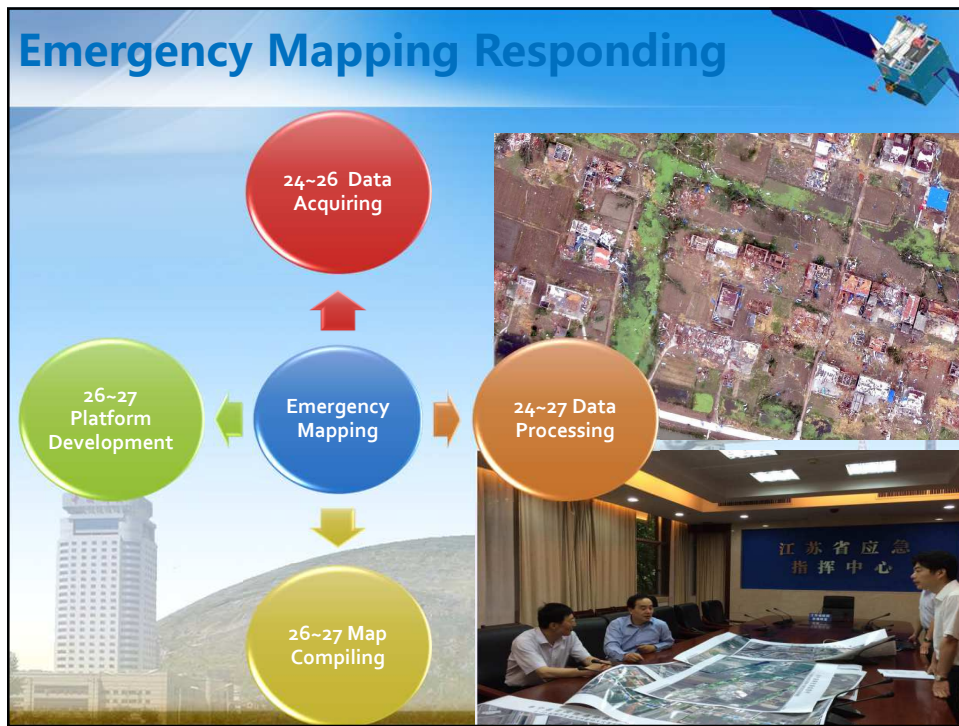 Emergency Mapping Responding
24~26 Data
Acquiring
26~27
Platform
Development
Emergency
Mapping
24~27 Data
Processing
26~27 Map
Compiling
江苏省应急
指挥中心